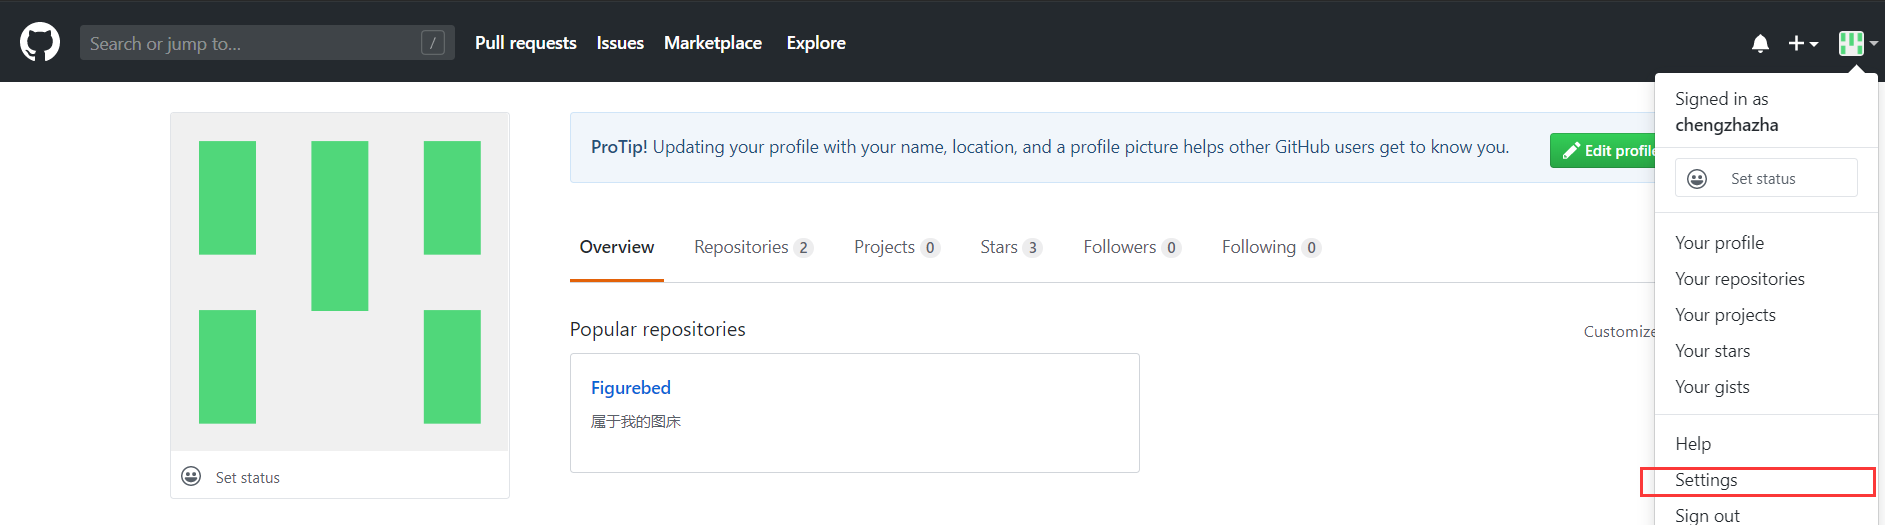 Search or jump to...
/
Pull requests
Issues
Marketplace
Explore
Signed in as
chengzhazha
Set status
Your profile
Your repositories
Your projects
Your stars
Your gists
Help
Settings
Sign out
ProTip! Updating your profile with your name, location, and a profile picture helps other GitHub users get to know you.
Edit profile
Overview
Repositories 2
Projects 0
Stars 3
Followers 0
Following 0
Popular repositories
Customize
Figurebed
属于我的图床
Set status